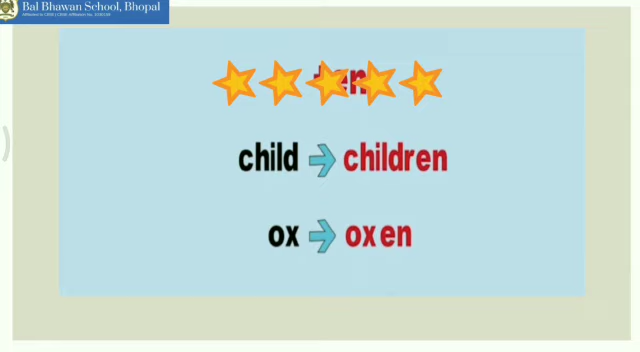 Bal Bhawan School, Bhopal
child → children
ox → oxen